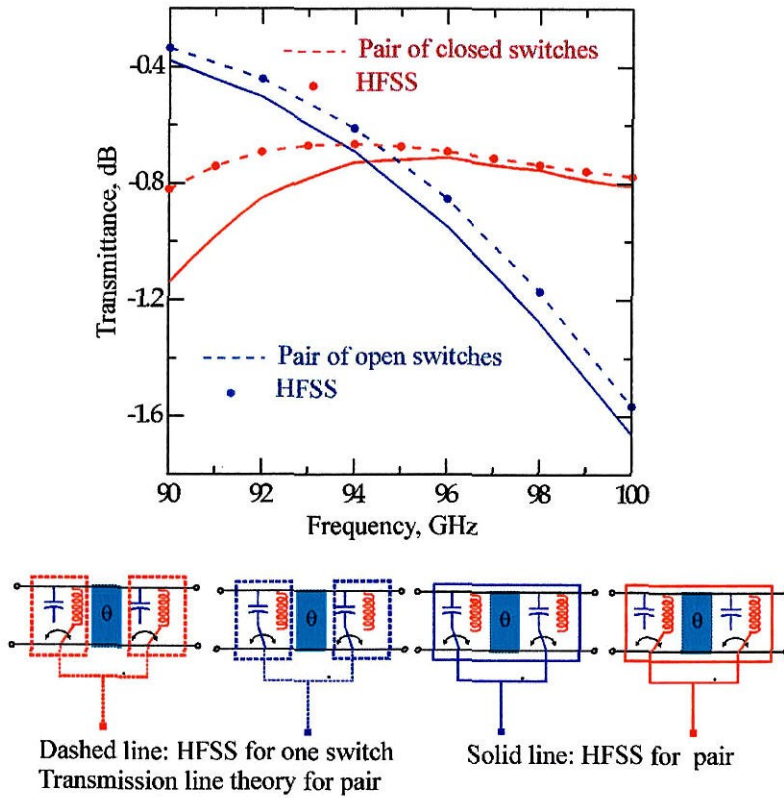 Pair of closed switches
HFSS
-0.4
-0.8
-1.2
-1.6
Transmittance, dB
Pair of open switches
HFSS
90 92 94 96 98 100
Frequency, GHz
θ θ θ θ
Dashed line: HFSS for one switch
Transmission line theory for pair
Solid line: HFSS for pair